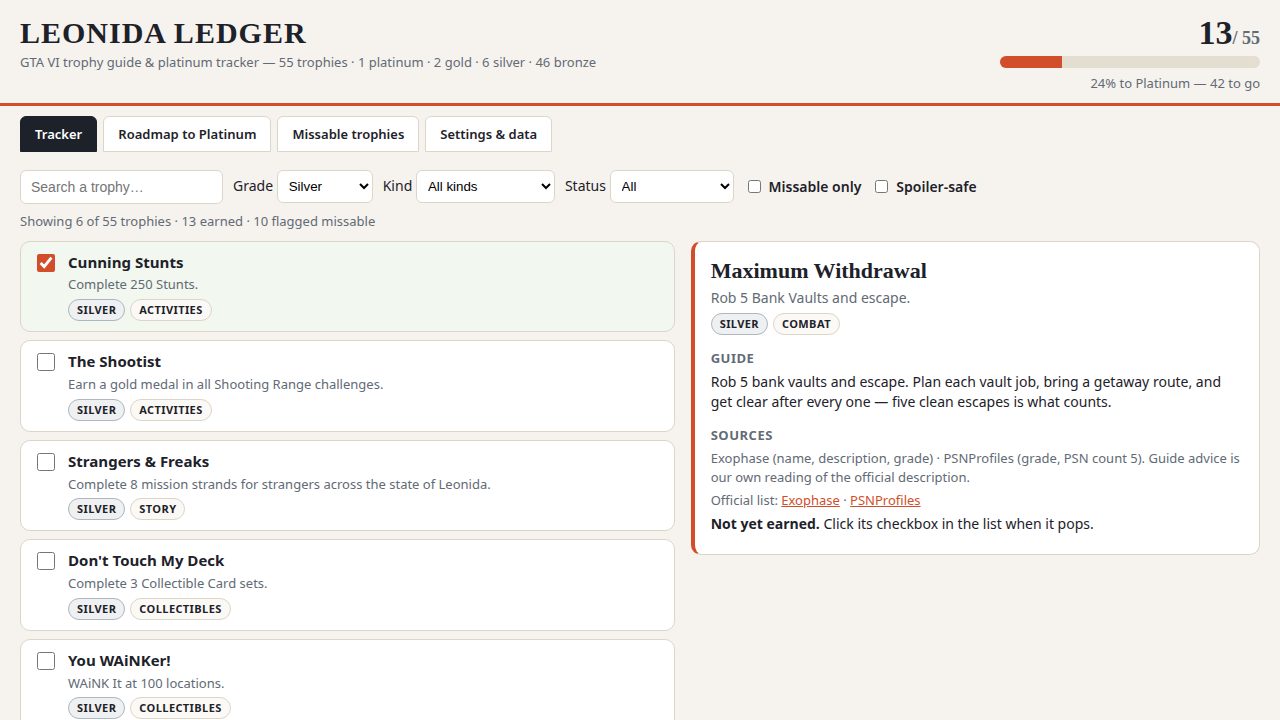 LEONIDA LEDGER
GTA VI trophy guide & platinum tracker — 55 trophies · 1 platinum · 2 gold · 6 silver · 46 bronze
13/ 55
24% to Platinum — 42 to go
Tracker
Roadmap to Platinum
Missable trophies
Settings & data
Search a trophy…
Grade
Silver
Kind
All kinds
Status
All
Missable only
Spoiler-safe
Showing 6 of 55 trophies · 13 earned · 10 flagged missable
Cunning Stunts
Complete 250 Stunts.
SILVER
ACTIVITIES
The Shootist
Earn a gold medal in all Shooting Range challenges.
SILVER
ACTIVITIES
Strangers & Freaks
Complete 8 mission strands for strangers across the state of Leonida.
SILVER
STORY
Don't Touch My Deck
Complete 3 Collectible Card sets.
SILVER
COLLECTIBLES
You WAiNKer!
WAiNK It at 100 locations.
SILVER
COLLECTIBLES
Maximum Withdrawal
Rob 5 Bank Vaults and escape.
SILVER
COMBAT
GUIDE
Rob 5 bank vaults and escape. Plan each vault job, bring a getaway route, and
get clear after every one — five clean escapes is what counts.
SOURCES
Exophase (name, description, grade) · PSNProfiles (grade, PSN count 5). Guide advice is
our own reading of the official description.
Official list: Exophase · PSNProfiles
Not yet earned. Click its checkbox in the list when it pops.